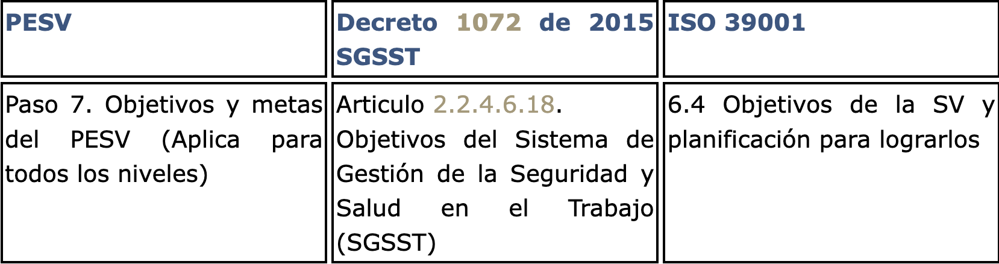 PESV
Decreto 1072 de 2015
SGSST
ISO 39001
Paso 7. Objetivos y metas
del PESV (Aplica para
todos los niveles)
Articulo 2.2.4.6.18.
Objetivos del Sistema de
Gestión de la Seguridad y
Salud en el Trabajo
(SGSST)
6.4 Objetivos de la SV y
planificación para lograrlos